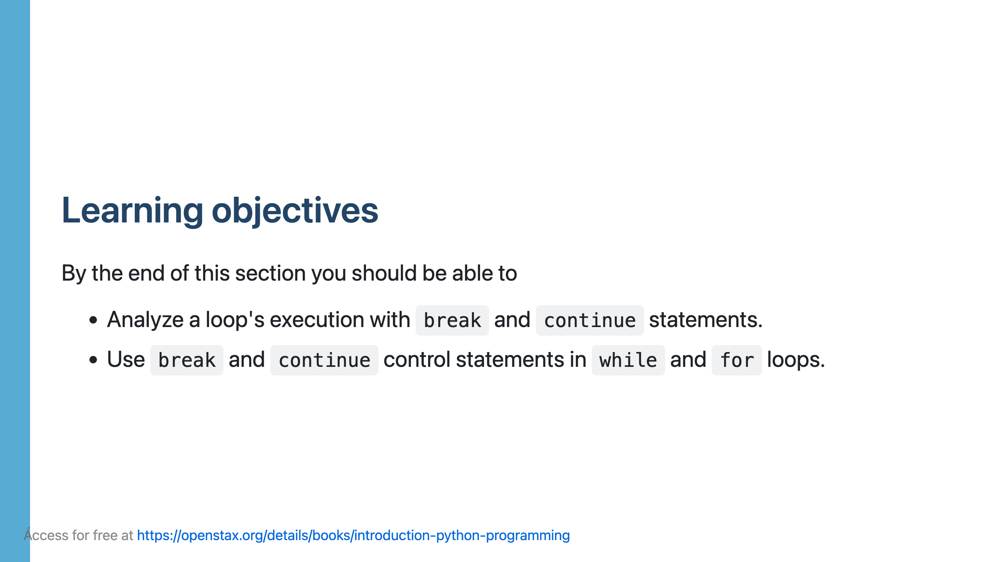 Learning objectives
By the end of this section you should be able to
• Analyze a loop's execution with break and continue statements.
• Use break and continue control statements in while and for loops.
Áccess for free at https://openstax.org/details/books/introduction-python-programming